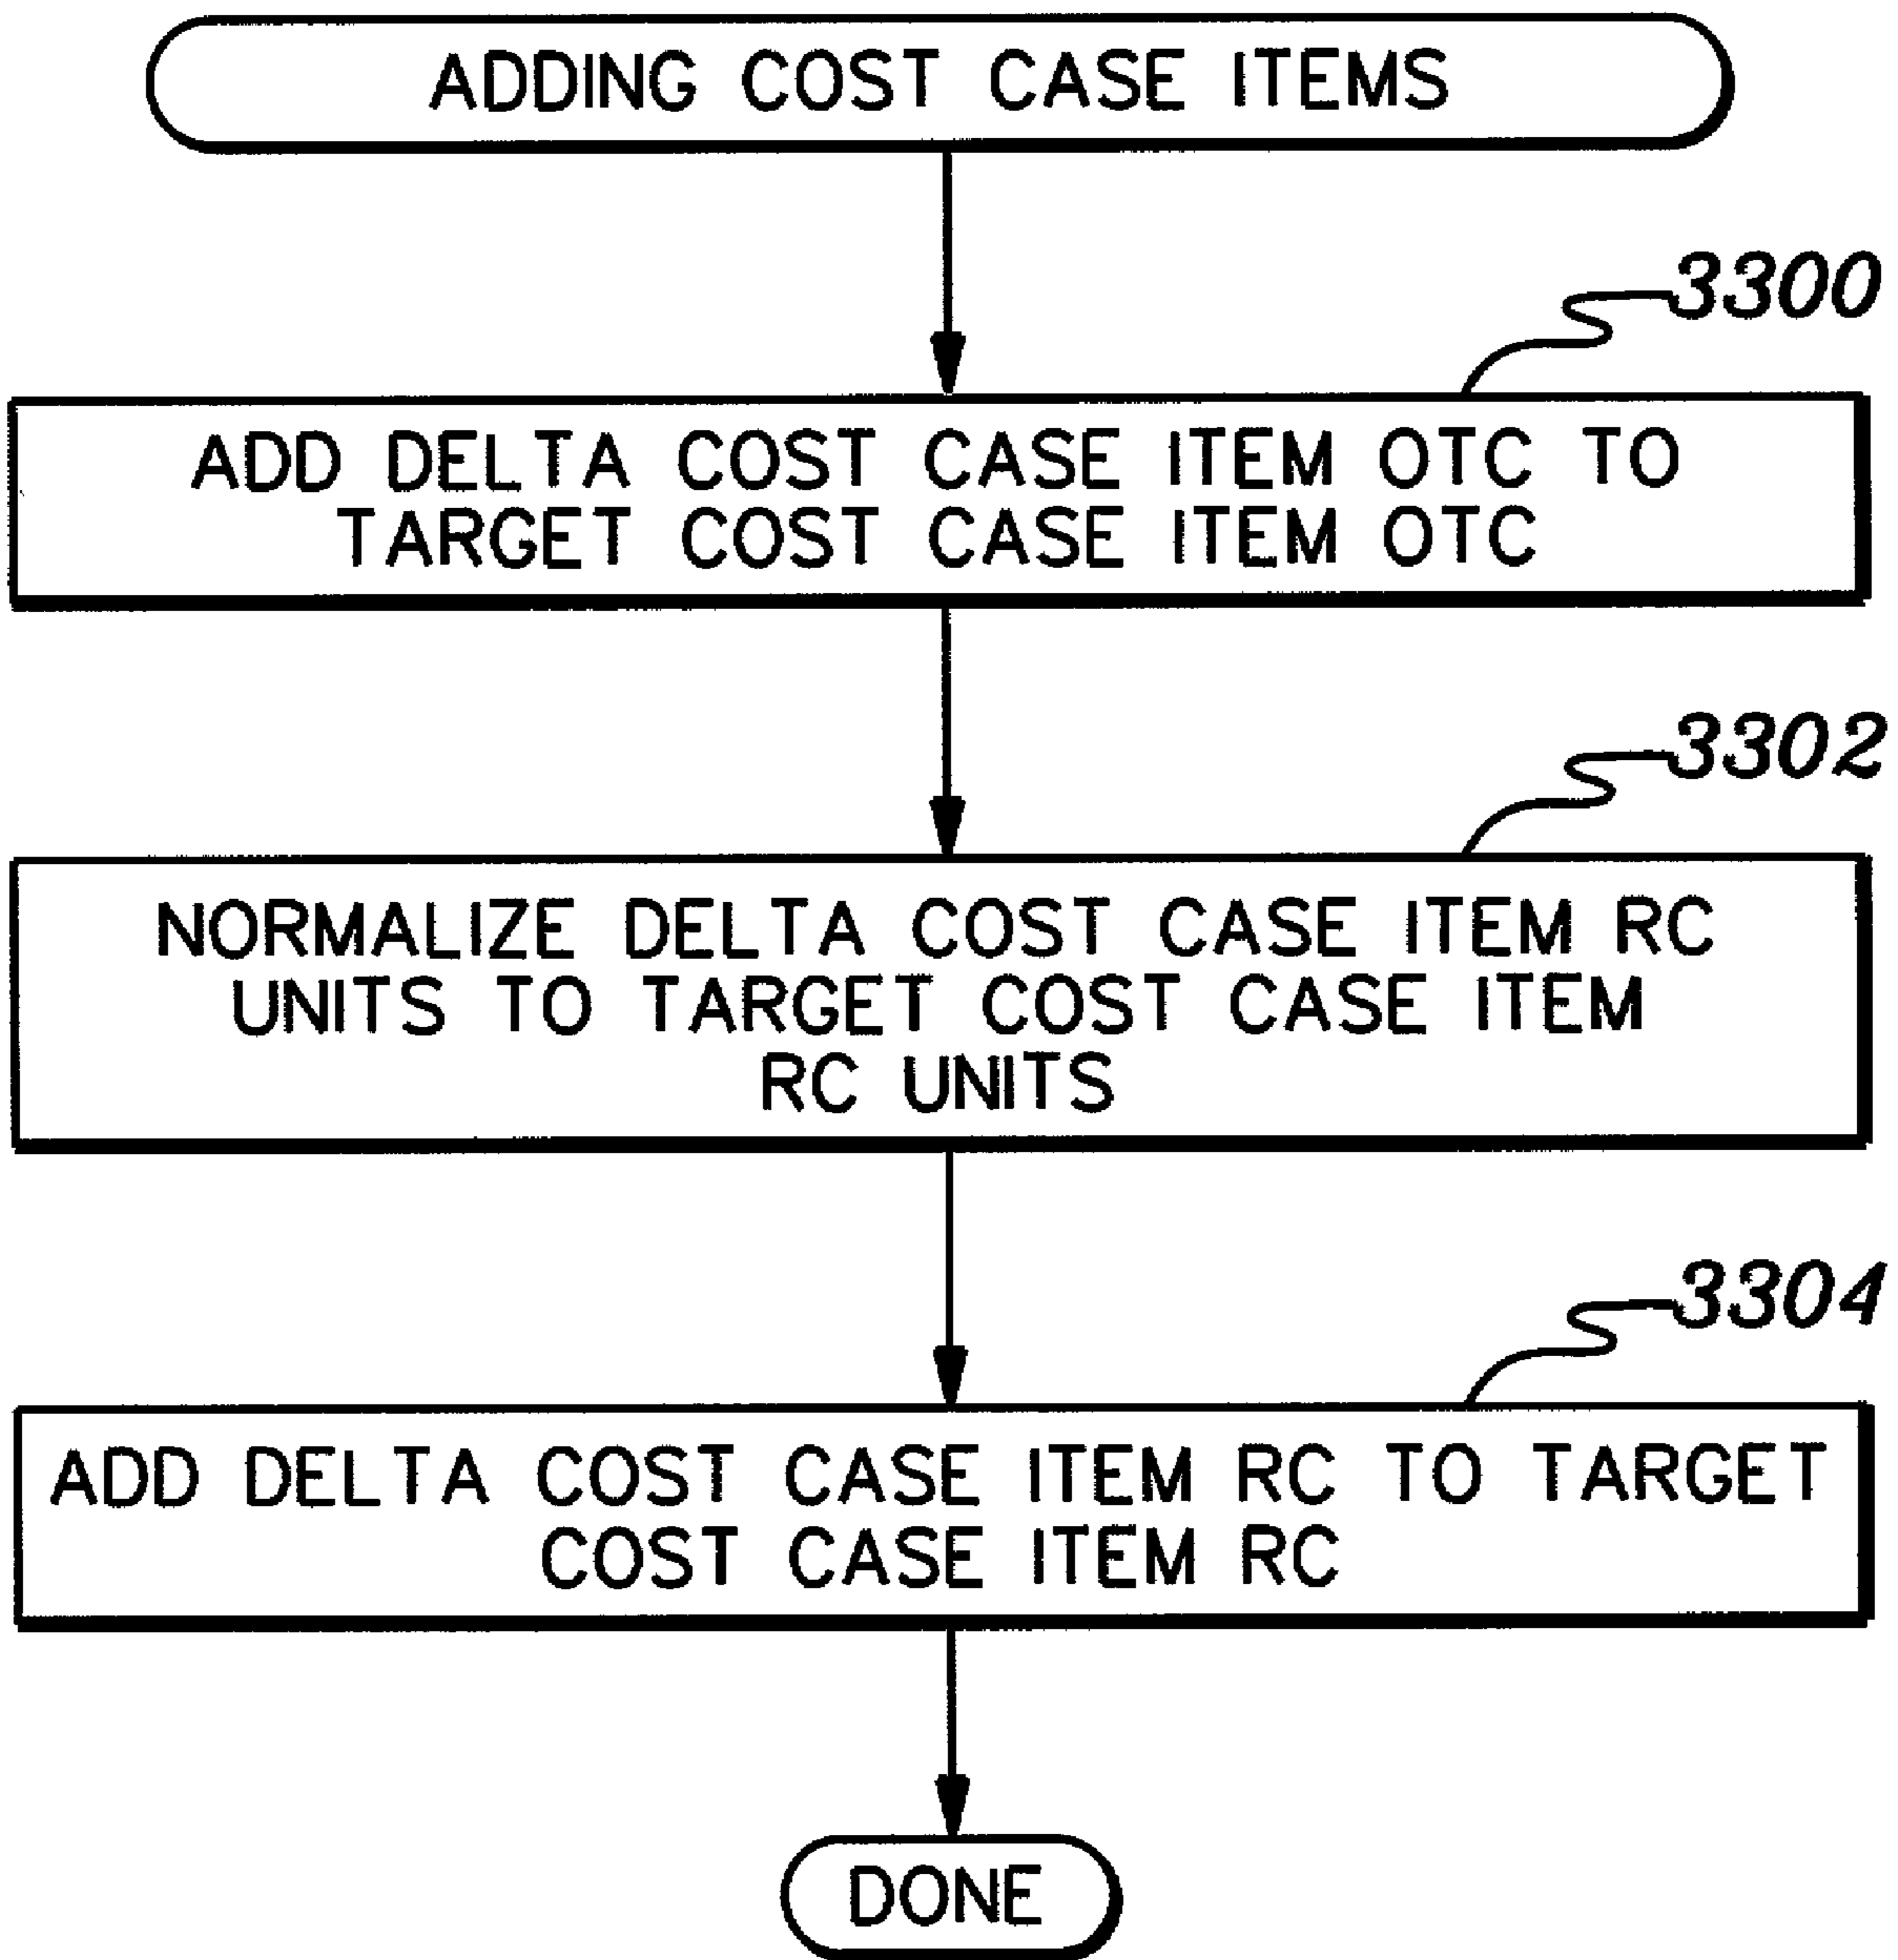 ADDING COST CASE ITEMS
3300
ADD DELTA COST CASE ITEM OTC TO
TARGET COST CASE ITEM OTC
3302
NORMALIZE DELTA COST CASE ITEM RC
UNITS TO TARGET COST CASE ITEM
RC UNITS
3304
ADD DELTA COST CASE ITEM RC TO TARGET
COST CASE ITEM RC
DONE